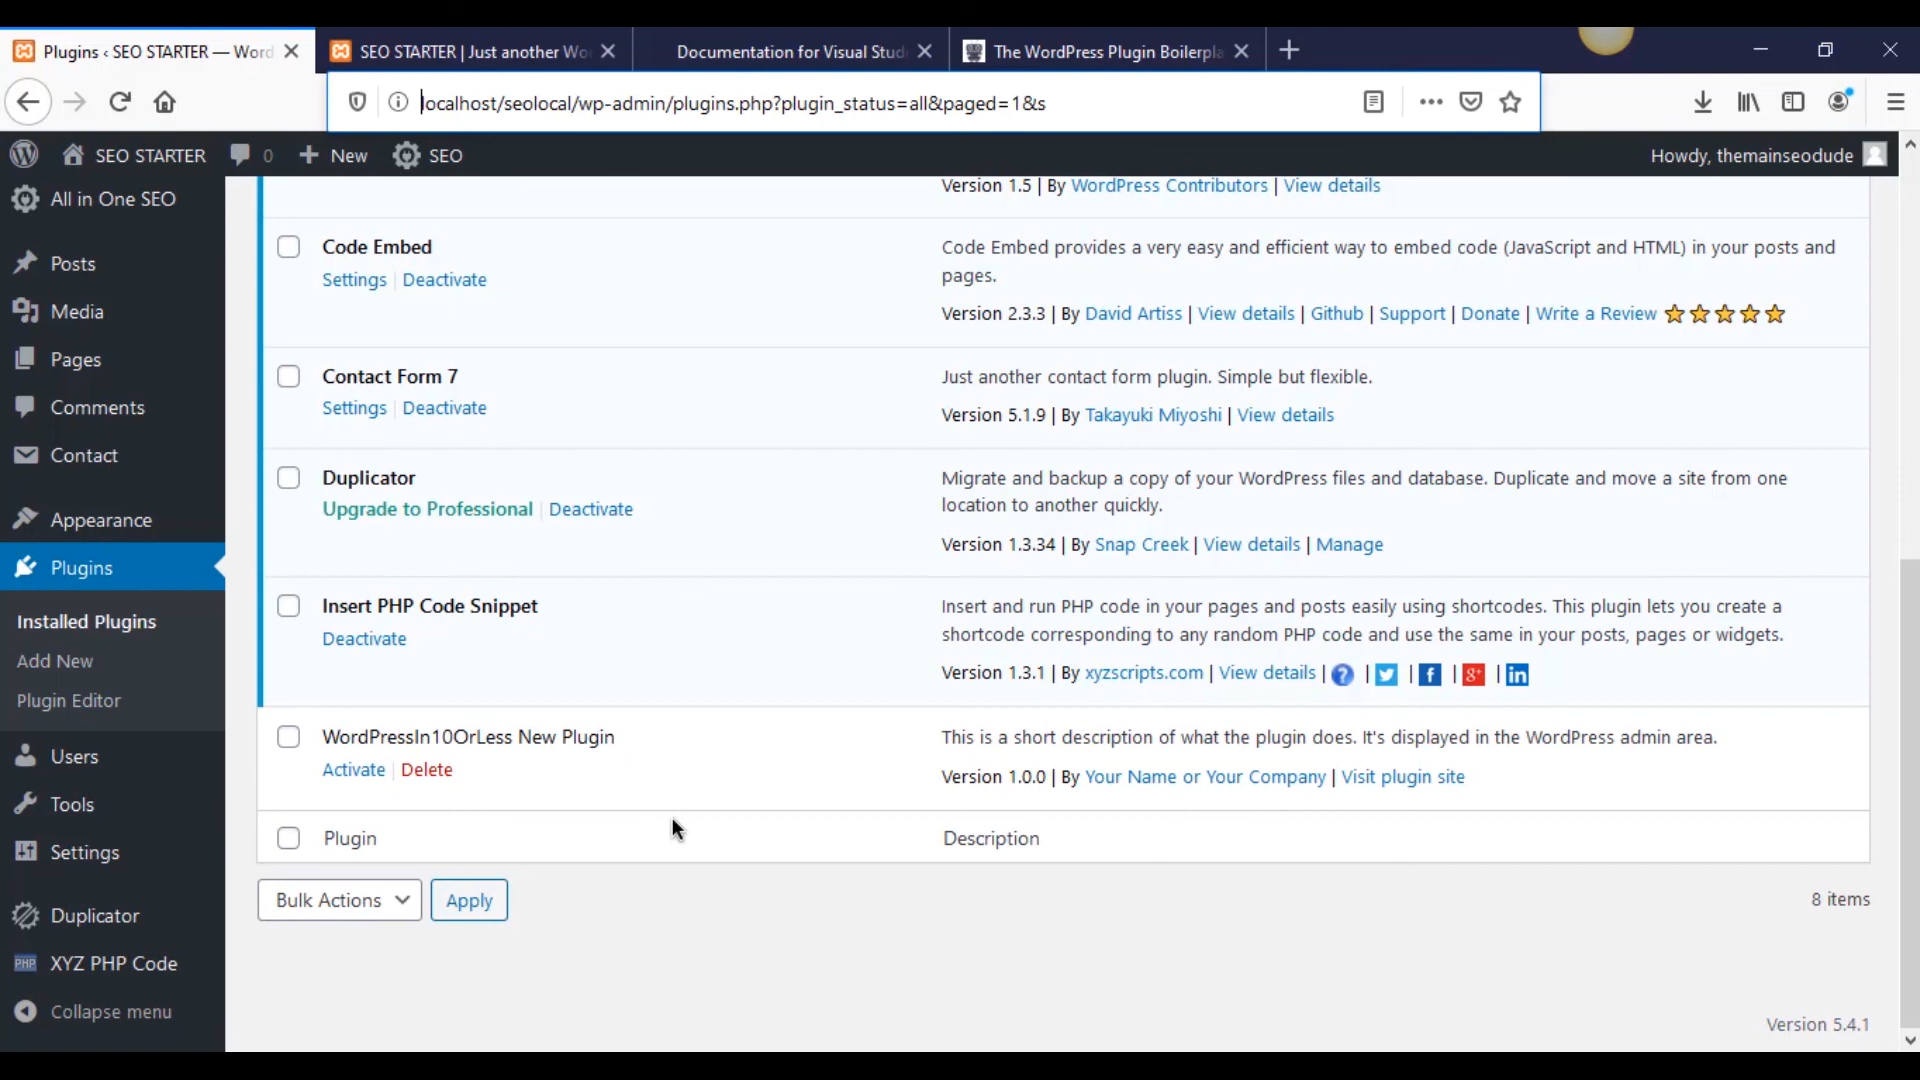 Plugins ‹ SEO STARTER — Word
SEO STARTER | Just another Wo
Documentation for Visual Stud
The WordPress Plugin Boilerpla
localhost/seolocal/wp-admin/plugins.php?plugin_status=all&paged=1&s
SEO STARTER
0
New
SEO
Howdy, themainseodude
All in One SEO
Posts
Media
Pages
Comments
Contact
Appearance
Plugins
Installed Plugins
Add New
Plugin Editor
Users
Tools
Settings
Duplicator
PHP XYZ PHP Code
Collapse menu
Version 1.5 | By WordPress Contributors | View details
Code Embed
Settings | Deactivate
Code Embed provides a very easy and efficient way to embed code (JavaScript and HTML) in your posts and
pages.
Version 2.3.3 | By David Artiss | View details | Github | Support | Donate | Write a Review
Contact Form 7
Settings | Deactivate
Just another contact form plugin. Simple but flexible.
Version 5.1.9 | By Takayuki Miyoshi | View details
Duplicator
Upgrade to Professional | Deactivate
Migrate and backup a copy of your WordPress files and database. Duplicate and move a site from one
location to another quickly.
Version 1.3.34 | By Snap Creek | View details | Manage
Insert PHP Code Snippet
Deactivate
Insert and run PHP code in your pages and posts easily using shortcodes. This plugin lets you create a
shortcode corresponding to any random PHP code and use the same in your posts, pages or widgets.
Version 1.3.1 | By xyzscripts.com | View details | ? | | f | g+ | in
WordPressIn10OrLess New Plugin
Activate | Delete
This is a short description of what the plugin does. It's displayed in the WordPress admin area.
Version 1.0.0 | By Your Name or Your Company | Visit plugin site
Plugin
Description
Bulk Actions
Apply
8 items
Version 5.4.1